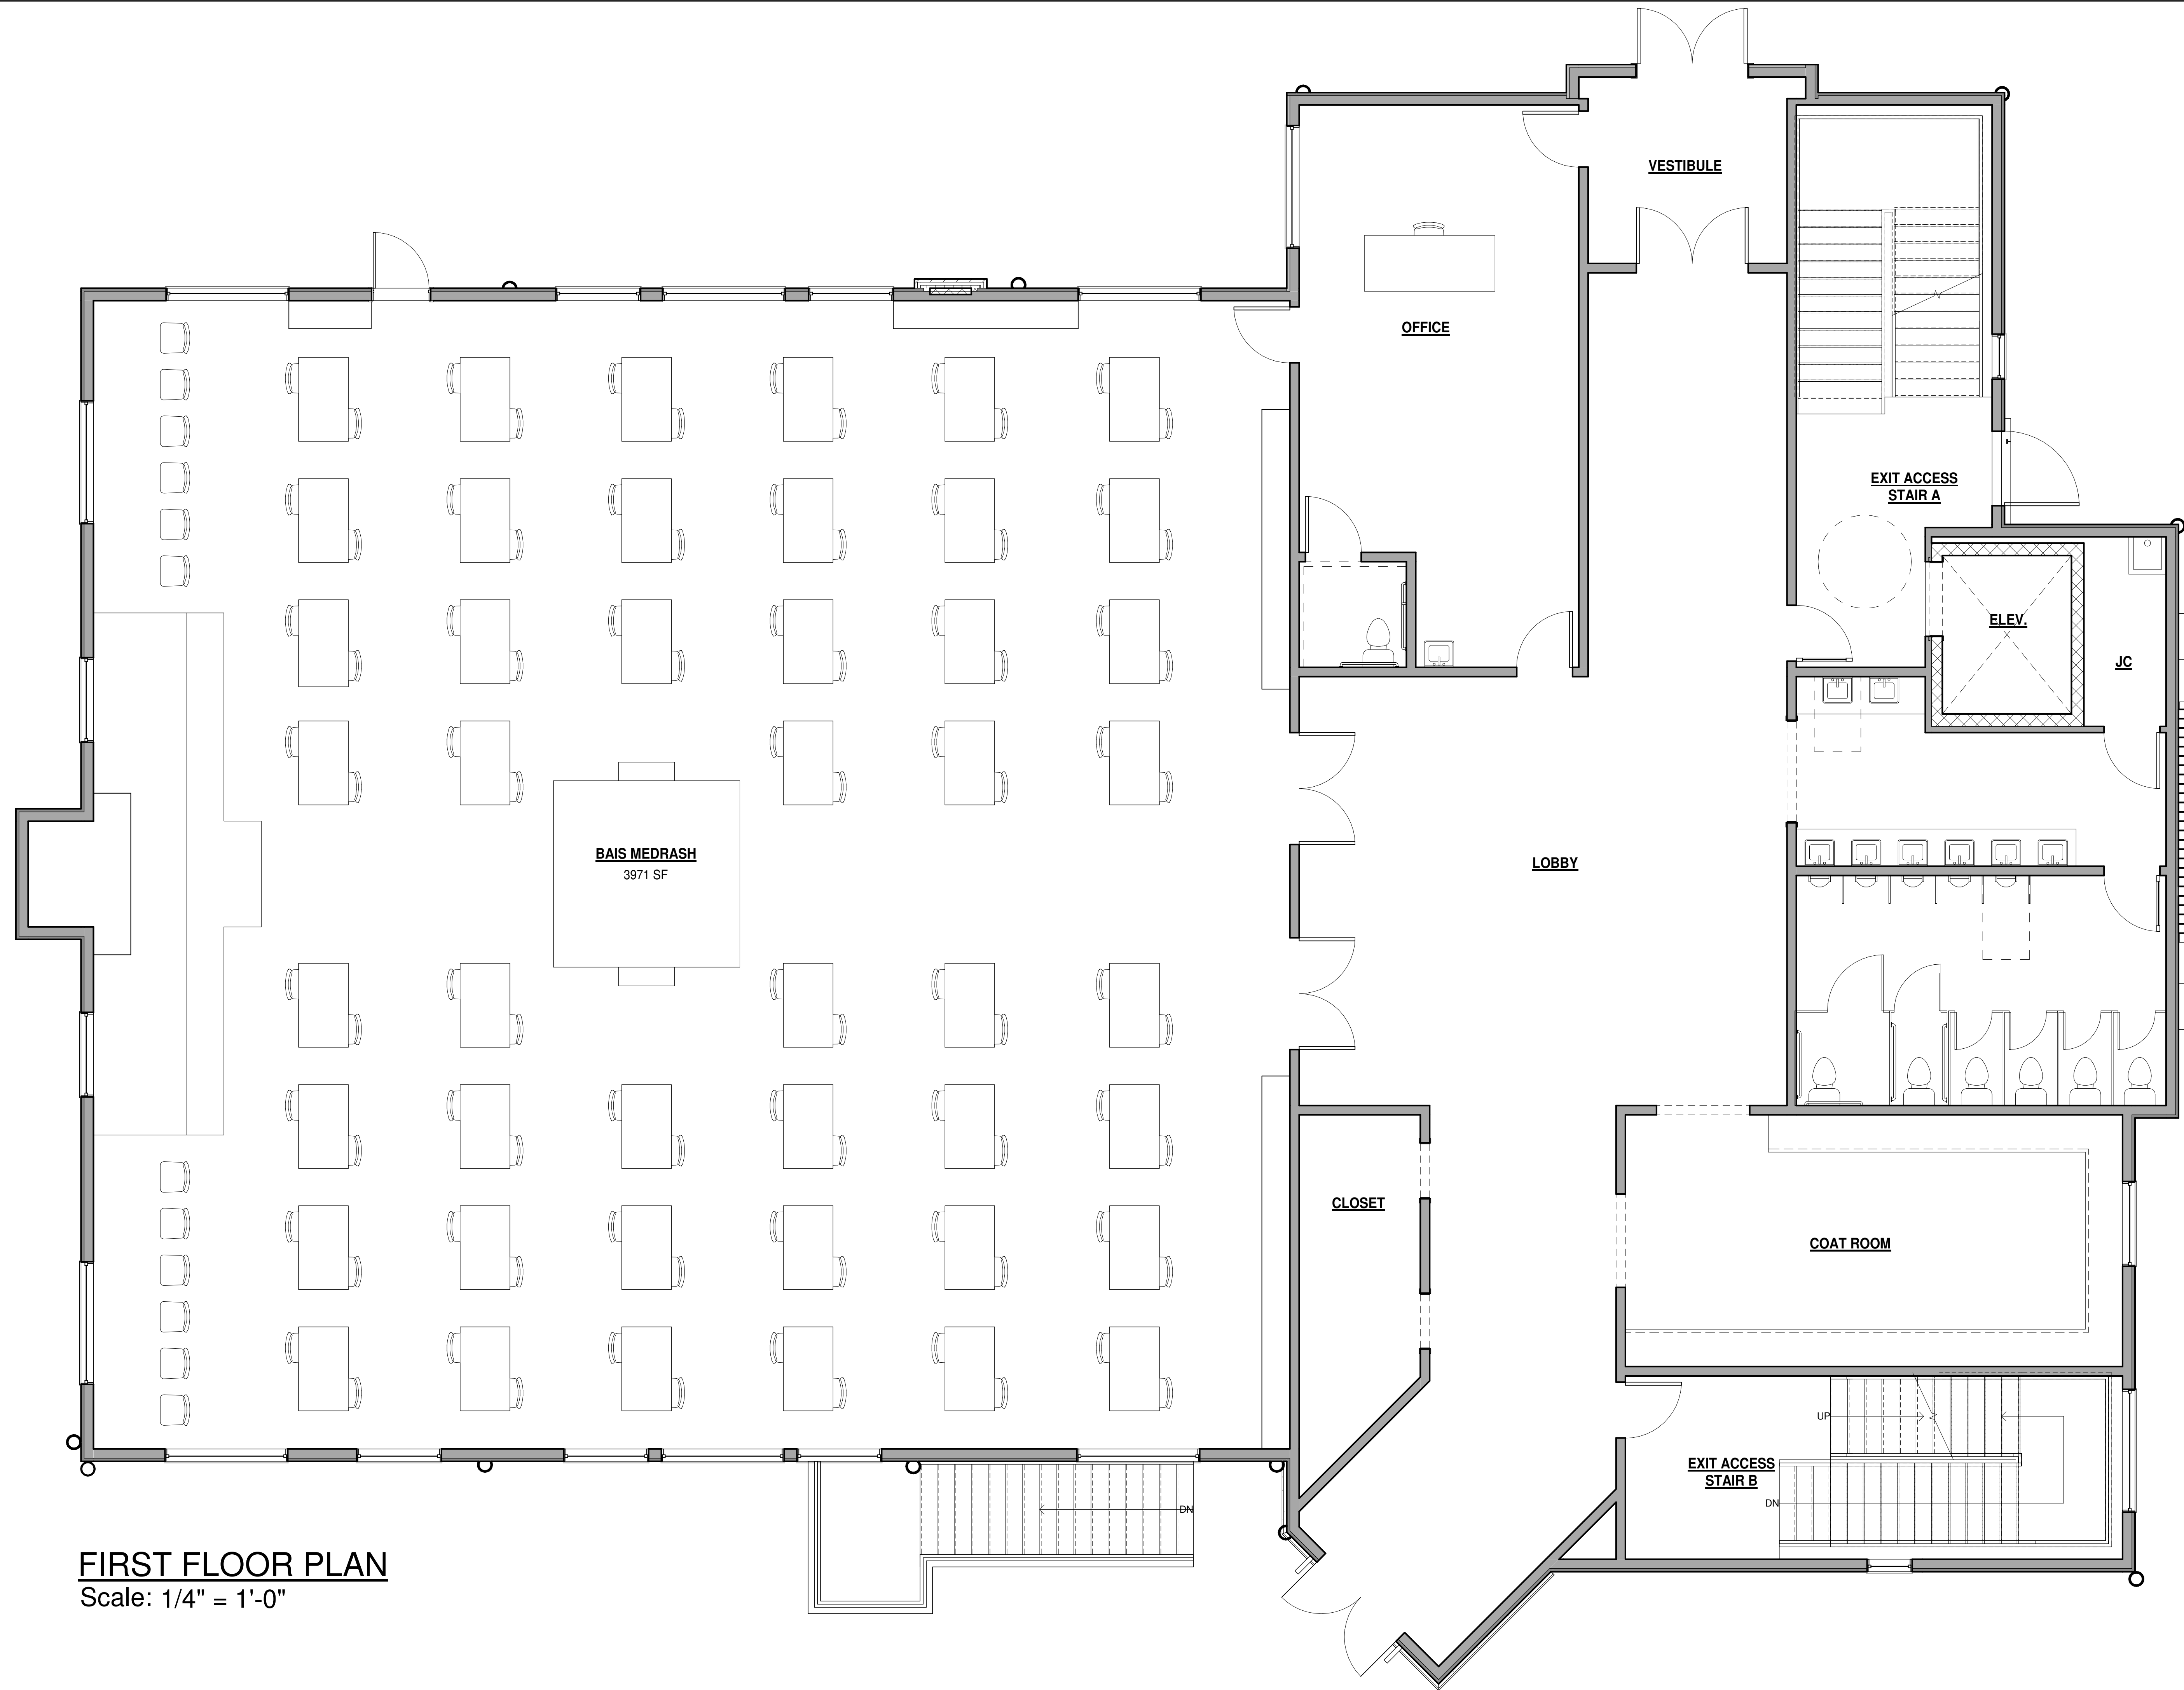 VESTIBULE
OFFICE
EXIT ACCESS
STAIR A
ELEV.
JC
BAIS MEDRASH
3971 SF
LOBBY
CLOSET
COAT ROOM
UP
EXIT ACCESS
STAIR B
DN
DN
FIRST FLOOR PLAN
Scale: 1/4" = 1'-0"